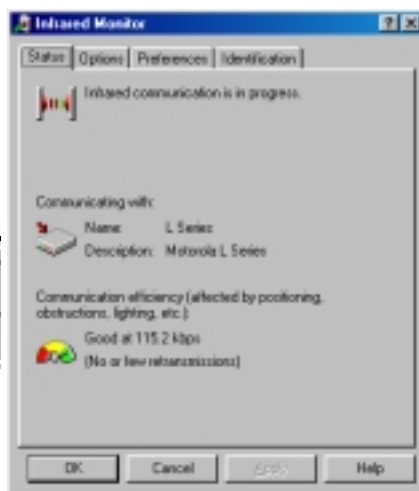 Infrared Monitor
Status Options Preferences Identification
Infrared communication is in progress.
Communicating with:
Name: L Series
Description: Motorola L Series
Communication efficiency (affected by positioning,
obstructions, lighting, etc.):
Good at 115.2 kbps
(No or few retransmissions)
OK Cancel Apply Help